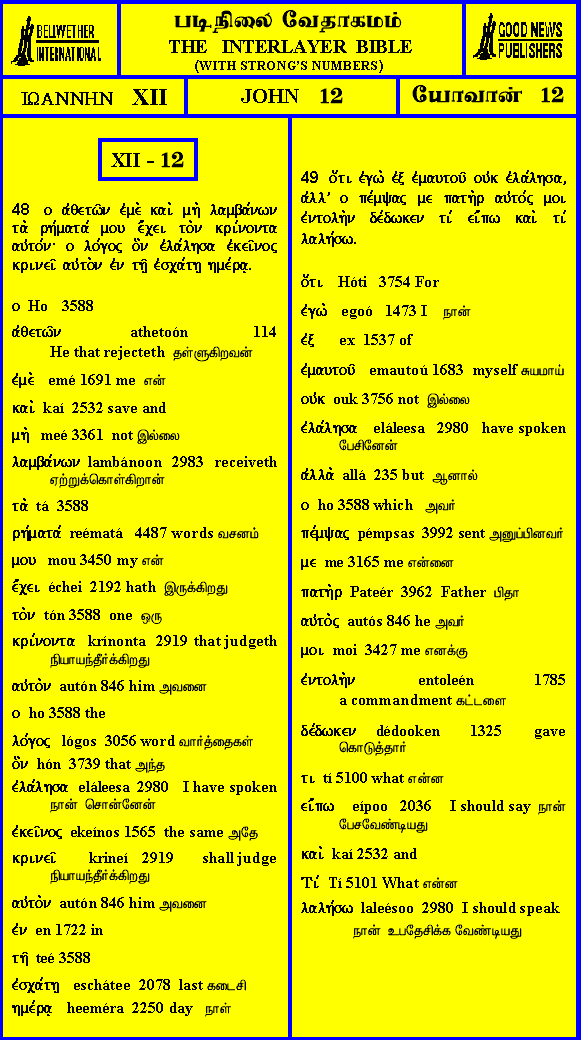 BELLWETHER
INTERNATIONAL
படிநிலை வேதாகமம்
THE INTERLAYER BIBLE
(WITH STRONG'S NUMBERS)
GOOD NEWS
PUBLISHERS
ΙΩΑΝΝΗΝ XII
JOHN 12
யோவான் 12
XII - 12
48 ο ἀθετῶν ἐμὲ καὶ μὴ λαμβάνων
τὰ ρήματά μου ἔχει τὸν κρίνοντα
αὐτόν· ο λόγος ὃν ἐλάλησα ἐκεῖνος
κρινεῖ αὐτὸν ἐν τῇ ἐσχάτῃ ημέρᾳ.
ο Ho 3588
ἀθετῶν athetoón 114
He that rejecteth தள்ளுகிறவன்
ἐμὲ emé 1691 me என்
καὶ kaí 2532 save and
μὴ meé 3361 not இல்லை
λαμβάνων lambánoon 2983 receiveth
ஏற்றுக்கொள்கிறான்
τὰ tá 3588
ρήματά reématá 4487 words வசனம்
μου mou 3450 my என்
ἔχει échei 2192 hath இருக்கிறது
τὸν tón 3588 one ஒரு
κρίνοντα krínonta 2919 that judgeth
நியாயந்தீர்க்கிறது
αὐτὸν autón 846 him அவனை
ο ho 3588 the
λόγος lógos 3056 word வார்த்தைகள்
ὃν hón 3739 that அந்த
ἐλάλησα eláleesa 2980 I have spoken
நான் சொன்னேன்
ἐκεῖνος ekeínos 1565 the same அதே
κρινεῖ krineí 2919 shall judge
நியாயந்தீர்க்கிறது
αὐτὸν autón 846 him அவனை
ἐν en 1722 in
τῇ teé 3588
ἐσχάτῃ eschátee 2078 last கடைசி
ημέρᾳ heeméra 2250 day நாள்
49 ὅτι ἐγὼ ἐξ ἐμαυτοῦ οὐκ ἐλάλησα,
ἀλλ’ ο πέμψας με πατὴρ αὐτός μοι
ἐντολὴν δέδωκεν τί εἴπω καὶ τί
λαλήσω.
ὅτι Hóti 3754 For
ἐγὼ egoó 1473 I நான்
ἐξ ex 1537 of
ἐμαυτοῦ emautoú 1683 myself சுயமாய்
οὐκ ouk 3756 not இல்லை
ἐλάλησα eláleesa 2980 have spoken
பேசினேன்
ἀλλὰ allá 235 but ஆனால்
ο ho 3588 which அவர்
πέμψας pémpsas 3992 sent அனுப்பினவர்
με me 3165 me என்னை
πατὴρ Pateér 3962 Father பிதா
αὐτὸς autós 846 he அவர்
μοι moi 3427 me எனக்கு
ἐντολὴν entoleén 1785
a commandment கட்டளை
δέδωκεν dédooken 1325 gave
கொடுத்தார்
τι tí 5100 what என்ன
εἴπω eípoo 2036 I should say நான்
பேசவேண்டியது
καὶ kaí 2532 and
Τί Tí 5101 What என்ன
λαλήσω laleésoo 2980 I should speak
நான் உபதேசிக்க வேண்டியது